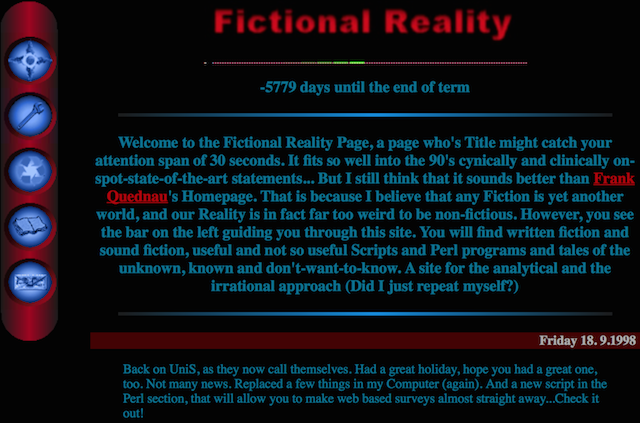 Fictional Reality
-5779 days until the end of term
Welcome to the Fictional Reality Page, a page who's Title might catch your
attention span of 30 seconds. It fits so well into the 90's cynically and clinically on-
spot-state-of-the-art statements... But I still think that it sounds better than Frank
Quednau's Homepage. That is because I believe that any Fiction is yet another
world, and our Reality is in fact far too weird to be non-fictious. However, you see
the bar on the left guiding you through this site. You will find written fiction and
sound fiction, useful and not so useful Scripts and Perl programs and tales of the
unknown, known and don't-want-to-know. A site for the analytical and the
irrational approach (Did I just repeat myself?)
Friday 18. 9.1998
Back on UniS, as they now call themselves. Had a great holiday, hope you had a great one,
too. Not many news. Replaced a few things in my Computer (again). And a new script in the
Perl section, that will allow you to make web based surveys almost straight away...Check it
out!